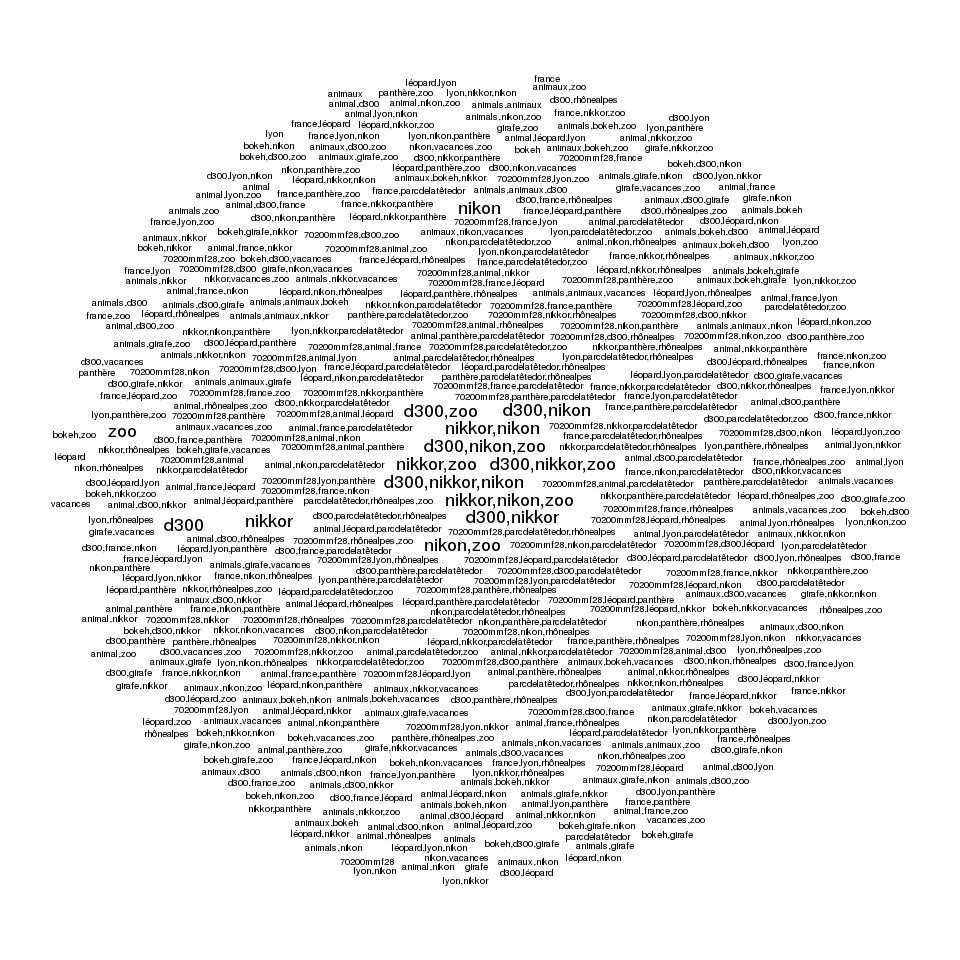 léopard,lyon france
animaux panthère,zoo lyon,nikkor,nikon animaux,zoo
animal,d300 animal,nikon,zoo animals,animaux d300,rhônealpes
animal,lyon,nikon animals,nikon,zoo france,nikkor,zoo d300,lyon
france,léopard léopard,nikkor,zoo girafe,zoo animals,bokeh,zoo lyon,panthère
lyon france,lyon,nikon lyon,nikon,panthère animal,léopard,lyon animal,nikkor,zoo
bokeh,nikon animaux,d300,zoo nikon,vacances,zoo bokeh animaux,bokeh,zoo girafe,nikkor,zoo
bokeh,d300,zoo animaux,girafe,zoo d300,nikkor,panthère 70200mmf28,france bokeh,d300,nikon
nikon,panthère,zoo léopard,panthère,zoo d300,nikon,vacances
d300,lyon,nikon léopard,nikkor,nikon animaux,bokeh,nikkor 70200mmf28,lyon,zoo animals,girafe,nikon d300,lyon,nikkor
animal france,parcdelatêtedor animals,animaux,d300 girafe,vacances,zoo animal,france
animal,lyon,zoo france,panthère,zoo d300,france,rhônealpes animaux,d300,girafe girafe,nikon
animals,zoo animal,d300,france france,nikkor,panthère nikon france,léopard,panthère d300,rhônealpes,zoo animals,bokeh
france,lyon,zoo d300,nikon,panthère léopard,nikkor,panthère 70200mmf28,france,lyon animal,parcdelatêtedor d300,léopard,nikon
bokeh,girafe,nikkor 70200mmf28,d300,zoo animaux,nikon,vacances lyon,parcdelatêtedor,zoo animals,bokeh,d300 animal,léopard
animaux,nikkor nikon,parcdelatêtedor,zoo animal,nikon,rhônealpes animaux,bokeh,d300 lyon,zoo
bokeh,nikkor animal,france,nikkor 70200mmf28,animal,zoo lyon,nikon,parcdelatêtedor france,nikkor,rhônealpes animaux,nikkor,zoo
70200mmf28,zoo bokeh,d300,vacances france,léopard,rhônealpes france,parcdelatêtedor,zoo
france,lyon 70200mmf28,d300 girafe,nikon,vacances 70200mmf28,animal,nikkor léopard,nikkor,rhônealpes animals,bokeh,girafe
animals,nikkor nikkor,vacances,zoo animals,nikkor,vacances 70200mmf28,france,léopard 70200mmf28,panthère,zoo animaux,bokeh,girafe lyon,nikkor,zoo
animal,france,nikon léopard,nikon,rhônealpes léopard,panthère,rhônealpes animals,animaux,vacances léopard,lyon,rhônealpes animal,france,lyon
animals,d300 animals,d300,girafe animals,animaux,bokeh nikkor,nikon,parcdelatêtedor 70200mmf28,france,panthère 70200mmf28,léopard,zoo parcdelatêtedor,zoo
france,zoo léopard,rhônealpes animals,animaux,nikkor panthère,parcdelatêtedor,zoo 70200mmf28,nikkor,rhônealpes 70200mmf28,d300,nikkor
animal,d300,zoo nikkor,nikon,panthère lyon,nikkor,parcdelatêtedor 70200mmf28,animal,rhônealpes 70200mmf28,nikon,panthère animals,animaux,nikon léopard,nikon,zoo
animals,girafe,zoo d300,léopard,panthère animal,panthère,parcdelatêtedor 70200mmf28,d300,rhônealpes 70200mmf28,nikon,zoo d300,panthère,zoo
animals,nikkor,nikon 70200mmf28,animal,france 70200mmf28,parcdelatêtedor,zoo nikkor,panthère,rhônealpes animal,nikkor,panthère
d300,vacances 70200mmf28,animal,lyon animal,parcdelatêtedor,rhônealpes lyon,parcdelatêtedor,rhônealpes d300,léopard,rhônealpes france,nikon,zoo
panthère 70200mmf28,nikon 70200mmf28,d300,lyon france,léopard,parcdelatêtedor léopard,parcdelatêtedor,rhônealpes france,nikon
d300,girafe,nikkor animals,animaux,girafe léopard,nikon,parcdelatêtedor panthère,parcdelatêtedor,rhônealpes léopard,lyon,parcdelatêtedor d300,girafe,vacances
france,léopard,zoo 70200mmf28,france,zoo 70200mmf28,nikkor,panthère 70200mmf28,france,parcdelatêtedor france,nikkor,parcdelatêtedor d300,nikkor,rhônealpes france,lyon,nikkor
animal,rhônealpes,zoo d300,nikkor,parcdelatêtedor 70200mmf28,panthère,parcdelatêtedor france,lyon,parcdelatêtedor animal,d300,panthère
lyon,panthère,zoo 70200mmf28,panthère 70200mmf28,animal,léopard d300,zoo d300,nikon france,panthère,parcdelatêtedor d300,parcdelatêtedor,zoo d300,france,nikkor
bokeh,zoo zoo animaux,vacances,zoo animal,france,parcdelatêtedor nikkor,nikon 70200mmf28,nikkor,parcdelatêtedor 70200mmf28,d300,nikon léopard,lyon,zoo
d300,france,panthère 70200mmf28,animal,nikon france,parcdelatêtedor,rhônealpes
nikkor,rhônealpes bokeh,girafe,vacances 70200mmf28,animal,panthère d300,nikon,zoo nikkor,parcdelatêtedor,rhônealpes lyon,panthère,rhônealpes animal,lyon,nikkor
léopard 70200mmf28,animal animal,d300,parcdelatêtedor france,rhônealpes,zoo animal,lyon
nikon,rhônealpes nikkor,parcdelatêtedor animal,nikon,parcdelatêtedor nikkor,zoo d300,nikkor,zoo france,nikon,parcdelatêtedor d300,nikkor,vacances
d300,léopard,lyon animal,france,léopard 70200mmf28,lyon,panthère d300,nikkor,nikon 70200mmf28,animal,parcdelatêtedor panthère,parcdelatêtedor animals,vacances
bokeh,nikkor,zoo 70200mmf28,france,nikon nikkor,panthère,parcdelatêtedor léopard,rhônealpes,zoo d300,girafe,zoo
vacances animal,d300,nikkor animal,léopard,panthère parcdelatêtedor,rhônealpes,zoo nikkor,nikon,zoo 70200mmf28,france,rhônealpes animals,vacances,zoo bokeh,d300
lyon,rhônealpes d300 nikkor d300,parcdelatêtedor,rhônealpes d300,nikkor 70200mmf28,léopard,rhônealpes animal,lyon,rhônealpes lyon,nikon,zoo
girafe,vacances animal,léopard,parcdelatêtedor 70200mmf28,parcdelatêtedor,rhônealpes animal,lyon,parcdelatêtedor animaux,nikkor,nikon
animal,d300,rhônealpes 70200mmf28,rhônealpes,zoo nikon,zoo 70200mmf28,nikon,parcdelatêtedor 70200mmf28,d300,léopard lyon,parcdelatêtedor
d300,france,nikon léopard,lyon,panthère d300,france,parcdelatêtedor
france,léopard,lyon animals,girafe,vacances 70200mmf28,lyon,rhônealpes 70200mmf28,léopard,parcdelatêtedor d300,léopard,parcdelatêtedor d300,lyon,rhônealpes d300,france
nikon,panthère d300,panthère,parcdelatêtedor 70200mmf28,d300,parcdelatêtedor 70200mmf28,france,nikkor nikkor,panthère,zoo
léopard,lyon,nikkor france,nikon,rhônealpes lyon,panthère,parcdelatêtedor 70200mmf28,lyon,parcdelatêtedor 70200mmf28,léopard,nikon d300,parcdelatêtedor
léopard,panthère nikkor,rhônealpes,zoo léopard,parcdelatêtedor,zoo 70200mmf28,panthère,rhônealpes animaux,d300,vacances girafe,nikkor,nikon
animaux,d300,nikkor animal,léopard,rhônealpes léopard,panthère,parcdelatêtedor 70200mmf28,léopard,panthère
animal,panthère france,nikon,panthère nikon,parcdelatêtedor,rhônealpes 70200mmf28,léopard,nikkor bokeh,nikkor,vacances rhônealpes,zoo
animal,nikkor 70200mmf28,nikkor 70200mmf28,rhônealpes 70200mmf28,parcdelatêtedor nikon,panthère,parcdelatêtedor nikon,panthère,rhônealpes animaux,d300,nikon
bokeh,d300,nikkor nikkor,nikon,vacances d300,nikon,parcdelatêtedor 70200mmf28,nikon,rhônealpes
d300,panthère panthère,rhônealpes 70200mmf28,nikkor,nikon léopard,nikkor,parcdelatêtedor france,panthère,rhônealpes 70200mmf28,lyon,nikon nikkor,vacances
animal,zoo d300,vacances,zoo 70200mmf28,nikkor,zoo animal,parcdelatêtedor,zoo animal,nikkor,parcdelatêtedor 70200mmf28,animal,d300 lyon,rhônealpes,zoo
animaux,girafe lyon,nikon,rhônealpes nikkor,parcdelatêtedor,zoo 70200mmf28,d300,panthère animaux,bokeh,vacances d300,nikon,rhônealpes d300,france,lyon
d300,girafe france,nikkor,nikon animal,france,panthère 70200mmf28,léopard,lyon animal,panthère,rhônealpes animal,nikkor,rhônealpes
girafe,nikkor animaux,nikon,zoo léopard,nikon,panthère animaux,nikkor,vacances parcdelatêtedor,rhônealpes nikkor,nikon,rhônealpes d300,léopard,nikkor
d300,lyon,parcdelatêtedor france,léopard,nikkor france,nikkor
d300,léopard,zoo animaux,bokeh,nikon animals,bokeh,vacances d300,panthère,rhônealpes
70200mmf28,lyon animal,léopard,nikkor animaux,girafe,vacances 70200mmf28,d300,france animaux,girafe,nikkor bokeh,vacances
léopard,zoo animaux,vacances animal,nikon,panthère 70200mmf28,lyon,nikkor animal,france,rhônealpes nikon,parcdelatêtedor d300,lyon,zoo
rhônealpes bokeh,nikkor,nikon bokeh,vacances,zoo panthère,rhônealpes,zoo léopard,parcdelatêtedor lyon,nikkor,panthère
girafe,nikon,zoo animal,panthère,zoo girafe,nikkor,vacances animals,nikon,vacances animals,animaux,zoo france,rhônealpes
bokeh,girafe,zoo france,léopard,nikon bokeh,nikon,vacances animals,d300,vacances nikon,rhônealpes,zoo d300,girafe,nikon
animaux,d300 animals,d300,nikon france,lyon,panthère france,lyon,rhônealpes 70200mmf28,léopard animal,d300,lyon
d300,france,zoo animals,d300,nikkor lyon,nikkor,rhônealpes animaux,girafe,nikon animals,d300,zoo
animals,bokeh,nikkor
bokeh,nikon,zoo d300,france,léopard animal,léopard,nikon animals,girafe,nikkor d300,lyon,panthère
nikkor,panthère animals,nikkor,zoo animals,bokeh,nikon animal,lyon,panthère france,panthère
animaux,bokeh animal,d300,léopard animal,nikkor,nikon animal,france,zoo
animal,d300,nikon animal,léopard,zoo bokeh,girafe,nikon vacances,zoo
léopard,nikkor animal,rhônealpes animals parcdelatêtedor bokeh,girafe
animals,nikon léopard,lyon,nikon bokeh,d300,girafe animals,girafe
70200mmf28 nikon,vacances animaux,nikon léopard,nikon
lyon,nikon animal,nikon girafe d300,léopard
lyon,nikkor